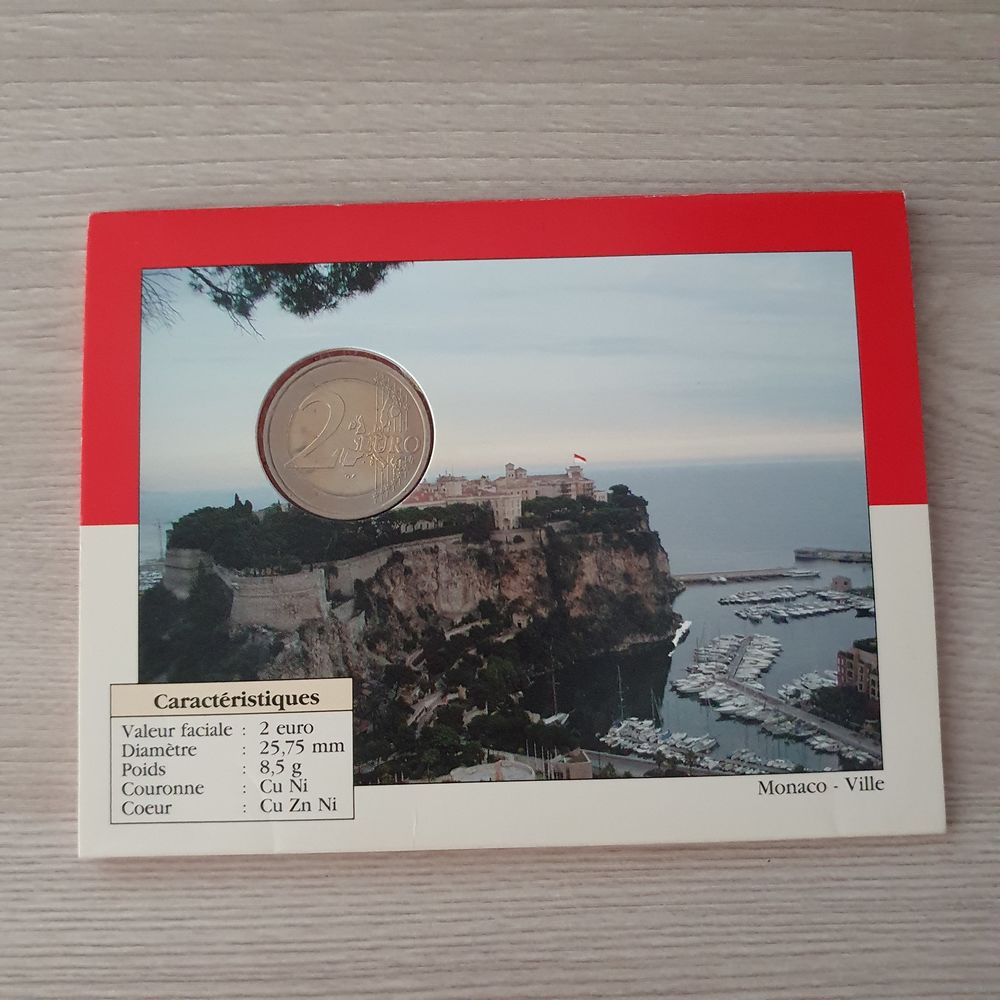 2 EURO
Caractéristiques
Valeur faciale : 2 euro
Diamètre : 25,75 mm
Poids : 8,5 g
Couronne : Cu Ni
Coeur : Cu Zn Ni
Monaco - Ville